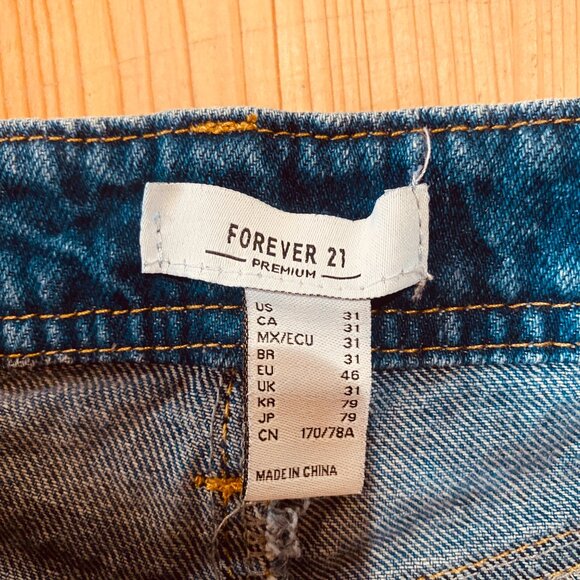 FOREVER 21
PREMIUM
US 31
CA 31
MX/ECU 31
BR 31
EU 46
UK 31
KR 79
JP 79
CN 170/78A
MADE IN CHINA